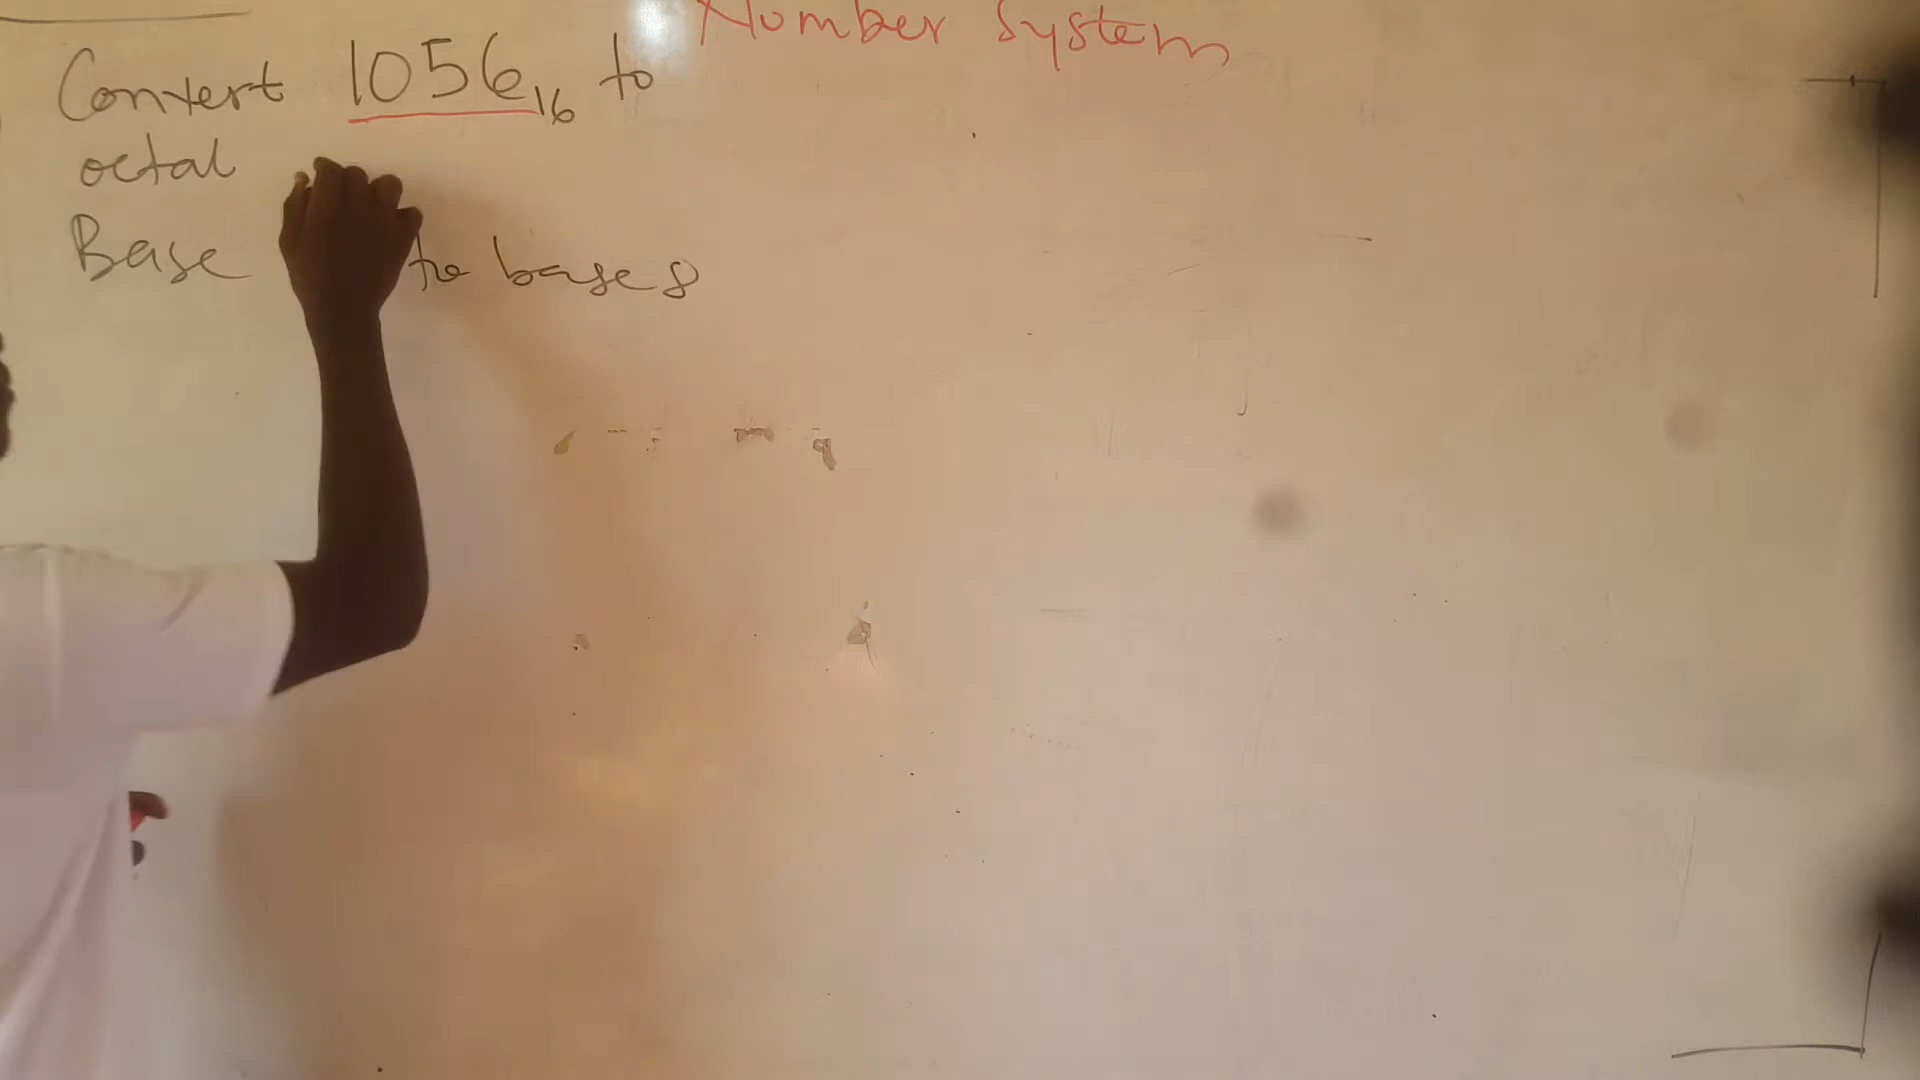 Number System
Convert 1056₁₆ to
octal
Base to base 8